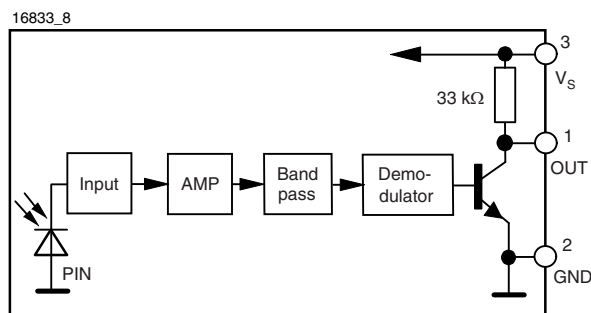 16833_8
3
V_S
33 kΩ
1
OUT
Input
AMP
Band
pass
Demo-
dulator
2
GND
PIN